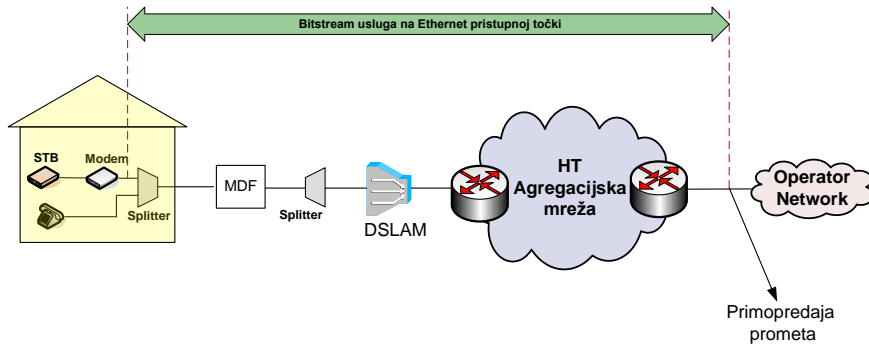 Bitstream usluga na Ethernet pristupnoj točki
STB
Modem
Splitter
MDF
Splitter
DSLAM
HT
Agregacijska
mreža
Operator
Network
Primopredaja
prometa